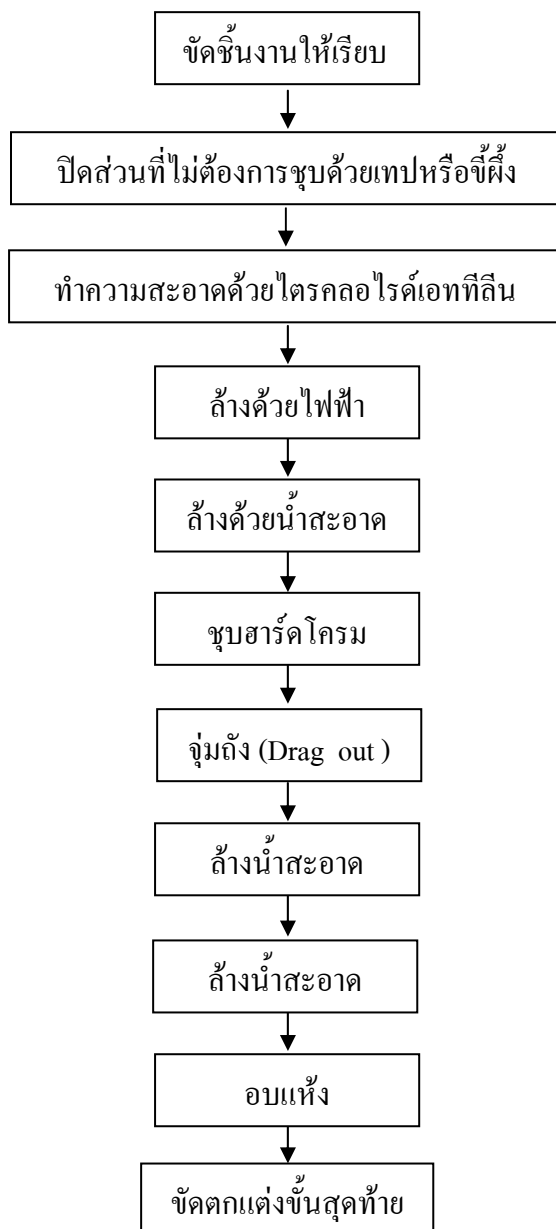 ขัดชิ้นงานให้เรียบ
ปิดส่วนที่ไม่ต้องการชุบด้วยเทปหรือขี้ผึ้ง
ทำความสะอาดด้วยไตรคลอไรด์เอททีลีน
ล้างด้วยไฟฟ้า
ล้างด้วยน้ำสะอาด
ชุบฮาร์ดโครม
จุ่มถัง (Drag out )
ล้างน้ำสะอาด
ล้างน้ำสะอาด
อบแห้ง
ขัดตกแต่งขั้นสุดท้าย